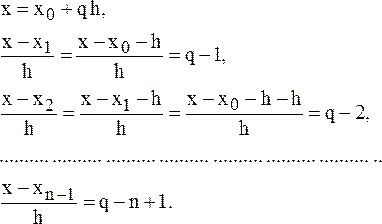 x = x₀ + qh,
(x − x₁)/h = (x − x₀ − h)/h = q − 1,
(x − x₂)/h = (x − x₁ − h)/h = (x − x₀ − h − h)/h = q − 2,
................................................................
(x − xₙ₋₁)/h = q − n + 1.